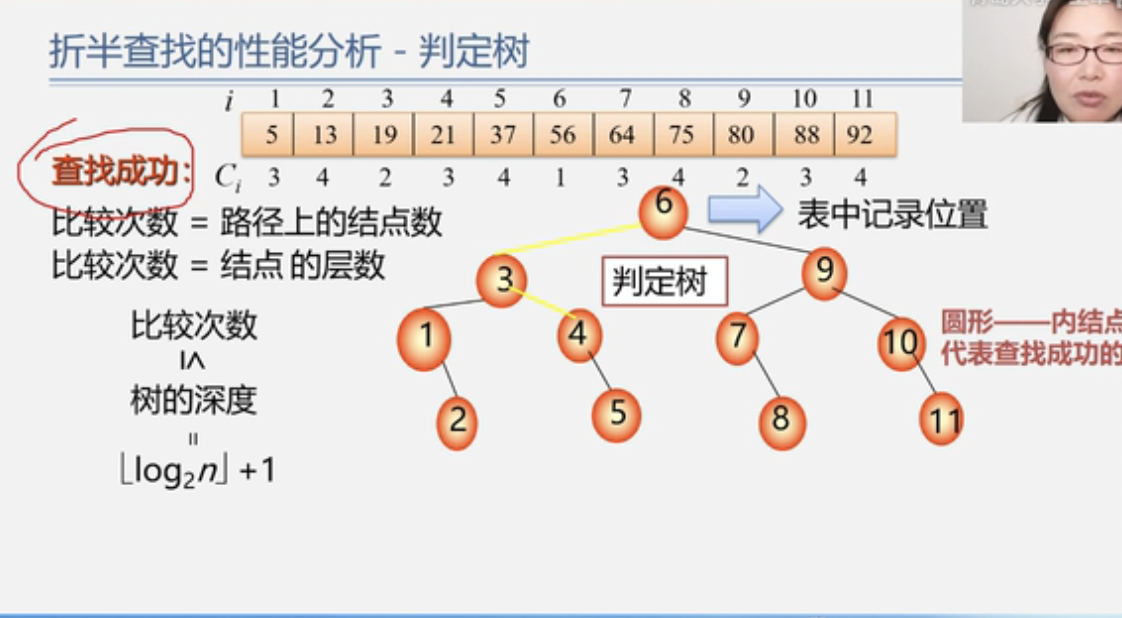 折半查找的性能分析 - 判定树
i 1 2 3 4 5 6 7 8 9 10 11
5 13 19 21 37 56 64 75 80 88 92
查找成功:
Ci 3 4 2 3 4 1 3 4 2 3 4
比较次数 = 路径上的结点数
比较次数 = 结点 的层数
6
表中记录位置
3
判定树
9
比较次数
1
4
7
10
圆形——内结点
代表查找成功的
≤
树的深度
2
5
8
11
=
⌊log₂n⌋ +1